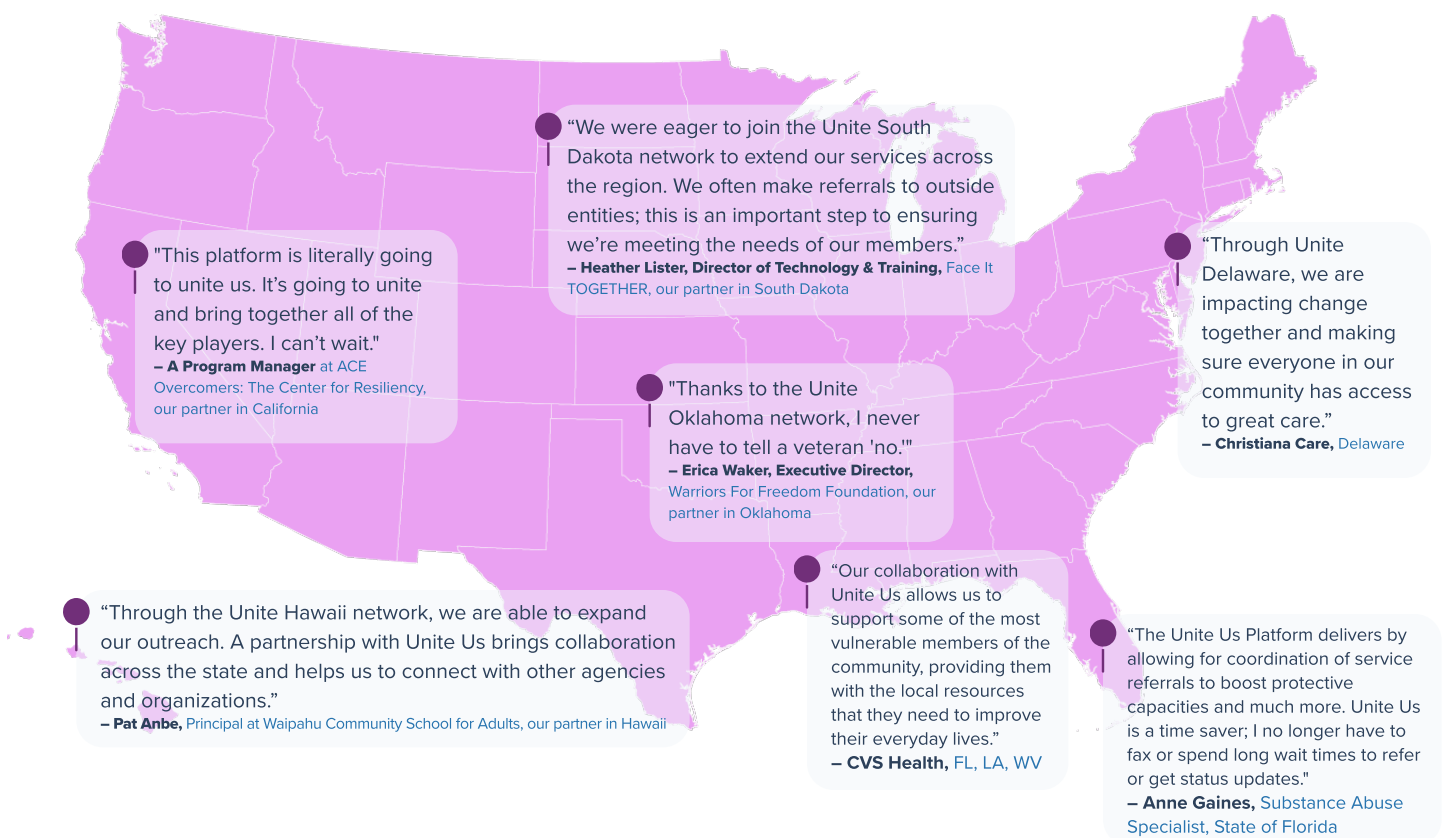 “We were eager to join the Unite South
Dakota network to extend our services across
the region. We often make referrals to outside
entities; this is an important step to ensuring
we’re meeting the needs of our members.”
– Heather Lister, Director of Technology & Training, Face It
TOGETHER, our partner in South Dakota
"This platform is literally going
to unite us. It’s going to unite
and bring together all of the
key players. I can’t wait."
– A Program Manager at ACE
Overcomers: The Center for Resiliency,
our partner in California
“Through Unite
Delaware, we are
impacting change
together and making
sure everyone in our
community has access
to great care.”
– Christiana Care, Delaware
"Thanks to the Unite
Oklahoma network, I never
have to tell a veteran 'no.'"
– Erica Waker, Executive Director,
Warriors For Freedom Foundation, our
partner in Oklahoma
“Through the Unite Hawaii network, we are able to expand
our outreach. A partnership with Unite Us brings collaboration
across the state and helps us to connect with other agencies
and organizations.”
– Pat Anbe, Principal at Waipahu Community School for Adults, our partner in Hawaii
“Our collaboration with
Unite Us allows us to
support some of the most
vulnerable members of the
community, providing them
with the local resources
that they need to improve
their everyday lives.”
– CVS Health, FL, LA, WV
“The Unite Us Platform delivers by
allowing for coordination of service
referrals to boost protective
capacities and much more. Unite Us
is a time saver; I no longer have to
fax or spend long wait times to refer
or get status updates."
– Anne Gaines, Substance Abuse
Specialist, State of Florida